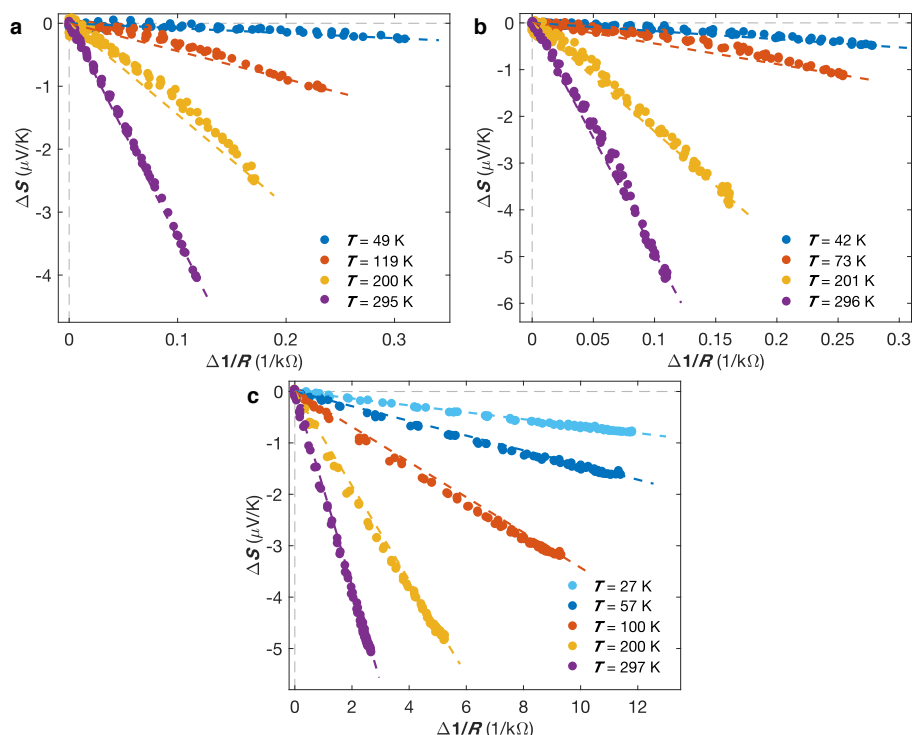 a
0
-1
-2
-3
-4
ΔS (μV/K)
0
0.1
0.2
0.3
Δ1/R (1/kΩ)
T = 49 K
T = 119 K
T = 200 K
T = 295 K
b
0
-1
-2
-3
-4
-5
-6
ΔS (μV/K)
0
0.05
0.1
0.15
0.2
0.25
0.3
Δ1/R (1/kΩ)
T = 42 K
T = 73 K
T = 201 K
T = 296 K
c
0
-1
-2
-3
-4
-5
ΔS (μV/K)
0
2
4
6
8
10
12
Δ1/R (1/kΩ)
T = 27 K
T = 57 K
T = 100 K
T = 200 K
T = 297 K